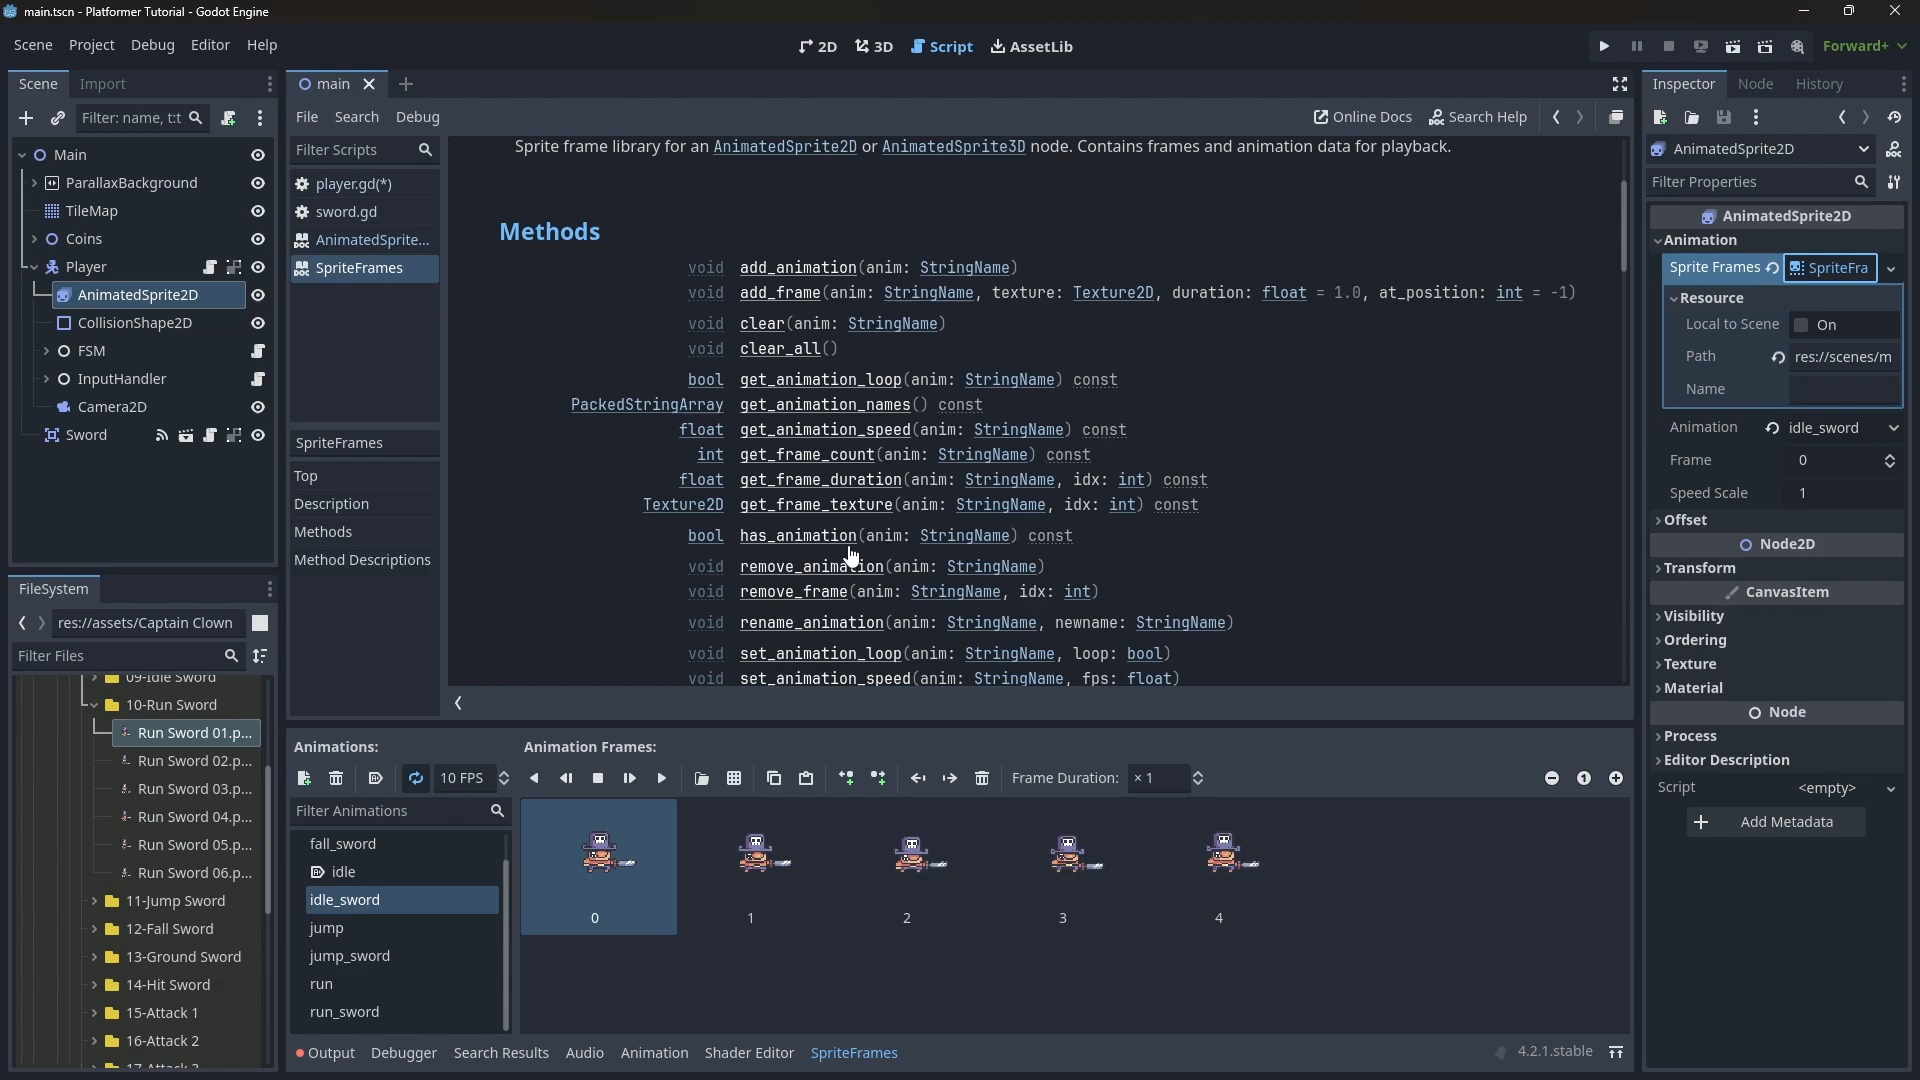 main.tscn - Platformer Tutorial - Godot Engine
Scene Project Debug Editor Help
2D 3D Script AssetLib
Forward+
Scene Import
Filter: name, t:t
Main
ParallaxBackground
TileMap
Coins
Player
AnimatedSprite2D
CollisionShape2D
FSM
InputHandler
Camera2D
Sword
FileSystem
res://assets/Captain Clown
Filter Files
09-Idle Sword
10-Run Sword
Run Sword 01.p...
Run Sword 02.p...
Run Sword 03.p...
Run Sword 04.p...
Run Sword 05.p...
Run Sword 06.p...
11-Jump Sword
12-Fall Sword
13-Ground Sword
14-Hit Sword
15-Attack 1
16-Attack 2
17-Attack 3
main
File Search Debug
Online Docs Search Help
Filter Scripts
player.gd(*)
sword.gd
AnimatedSprite...
SpriteFrames
SpriteFrames
Top
Description
Methods
Method Descriptions
Sprite frame library for an AnimatedSprite2D or AnimatedSprite3D node. Contains frames and animation data for playback.
Methods
void add_animation(anim: StringName)
void add_frame(anim: StringName, texture: Texture2D, duration: float = 1.0, at_position: int = -1)
void clear(anim: StringName)
void clear_all()
bool get_animation_loop(anim: StringName) const
PackedStringArray get_animation_names() const
float get_animation_speed(anim: StringName) const
int get_frame_count(anim: StringName) const
float get_frame_duration(anim: StringName, idx: int) const
Texture2D get_frame_texture(anim: StringName, idx: int) const
bool has_animation(anim: StringName) const
void remove_animation(anim: StringName)
void remove_frame(anim: StringName, idx: int)
void rename_animation(anim: StringName, newname: StringName)
void set_animation_loop(anim: StringName, loop: bool)
void set_animation_speed(anim: StringName, fps: float)
Animations:
10 FPS
Filter Animations
fall_sword
idle
idle_sword
jump
jump_sword
run
run_sword
Animation Frames:
Frame Duration: ×1
0 1 2 3 4
Output Debugger Search Results Audio Animation Shader Editor SpriteFrames
4.2.1.stable
Inspector Node History
AnimatedSprite2D
Filter Properties
AnimatedSprite2D
Animation
Sprite Frames SpriteFra
Resource
Local to Scene On
Path res://scenes/m
Name
Animation idle_sword
Frame 0
Speed Scale 1
Offset
Node2D
Transform
CanvasItem
Visibility
Ordering
Texture
Material
Node
Process
Editor Description
Script <empty>
Add Metadata